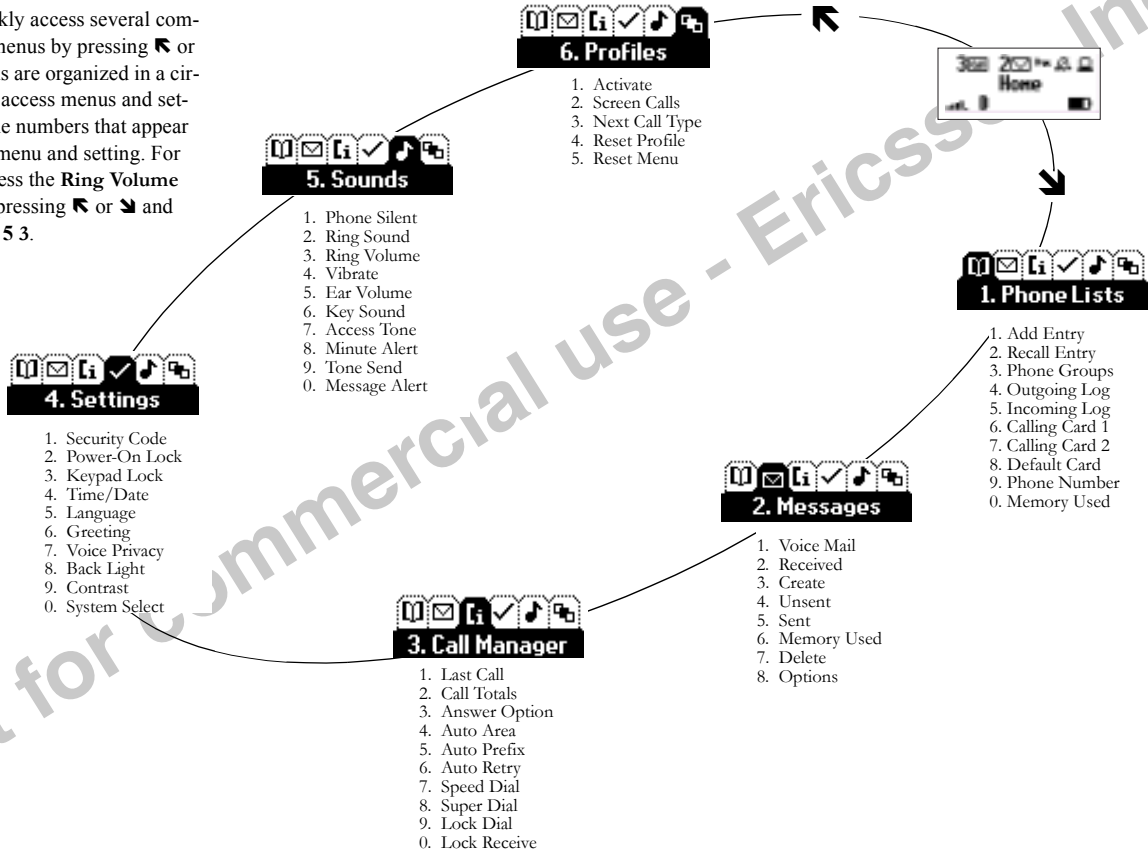 kly access several com-
nenus by pressing or
s are organized in a cir-
access menus and set-
e numbers that appear
menu and setting. For
ess the Ring Volume
pressing or and
5 3.
6. Profiles
1. Activate
2. Screen Calls
3. Next Call Type
4. Reset Profile
5. Reset Menu
3 2
Home
5. Sounds
1. Phone Silent
2. Ring Sound
3. Ring Volume
4. Vibrate
5. Ear Volume
6. Key Sound
7. Access Tone
8. Minute Alert
9. Tone Send
0. Message Alert
1. Phone Lists
1. Add Entry
2. Recall Entry
3. Phone Groups
4. Outgoing Log
5. Incoming Log
6. Calling Card 1
7. Calling Card 2
8. Default Card
9. Phone Number
0. Memory Used
4. Settings
1. Security Code
2. Power-On Lock
3. Keypad Lock
4. Time/Date
5. Language
6. Greeting
7. Voice Privacy
8. Back Light
9. Contrast
0. System Select
2. Messages
1. Voice Mail
2. Received
3. Create
4. Unsent
5. Sent
6. Memory Used
7. Delete
8. Options
3. Call Manager
1. Last Call
2. Call Totals
3. Answer Option
4. Auto Area
5. Auto Prefix
6. Auto Retry
7. Speed Dial
8. Super Dial
9. Lock Dial
0. Lock Receive
for commercial use - Ericsson In